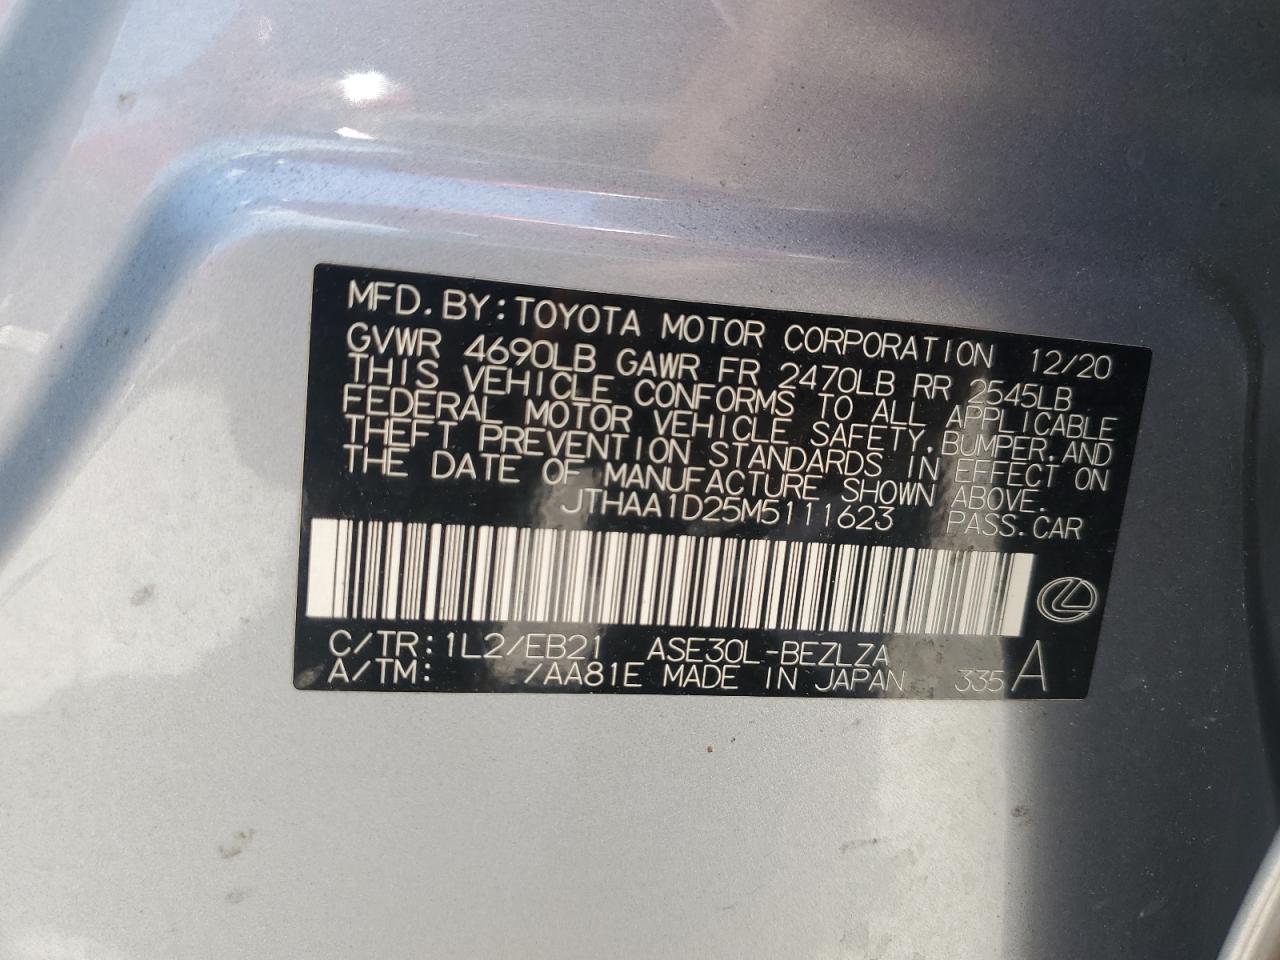 MFD. BY: TOYOTA MOTOR CORPORATION 12/20
GVWR 4690LB GAWR FR 2470LB RR 2545LB
THIS VEHICLE CONFORMS TO ALL APPLICABLE
FEDERAL MOTOR VEHICLE SAFETY, BUMPER, AND
THEFT PREVENTION STANDARDS IN EFFECT ON
THE DATE OF MANUFACTURE SHOWN ABOVE.
JTHAA1D25M5111623 PASS. CAR
C/TR: 1L2/EB21 ASE30L-BEZLZA
A/TM: /AA81E MADE IN JAPAN 335 A